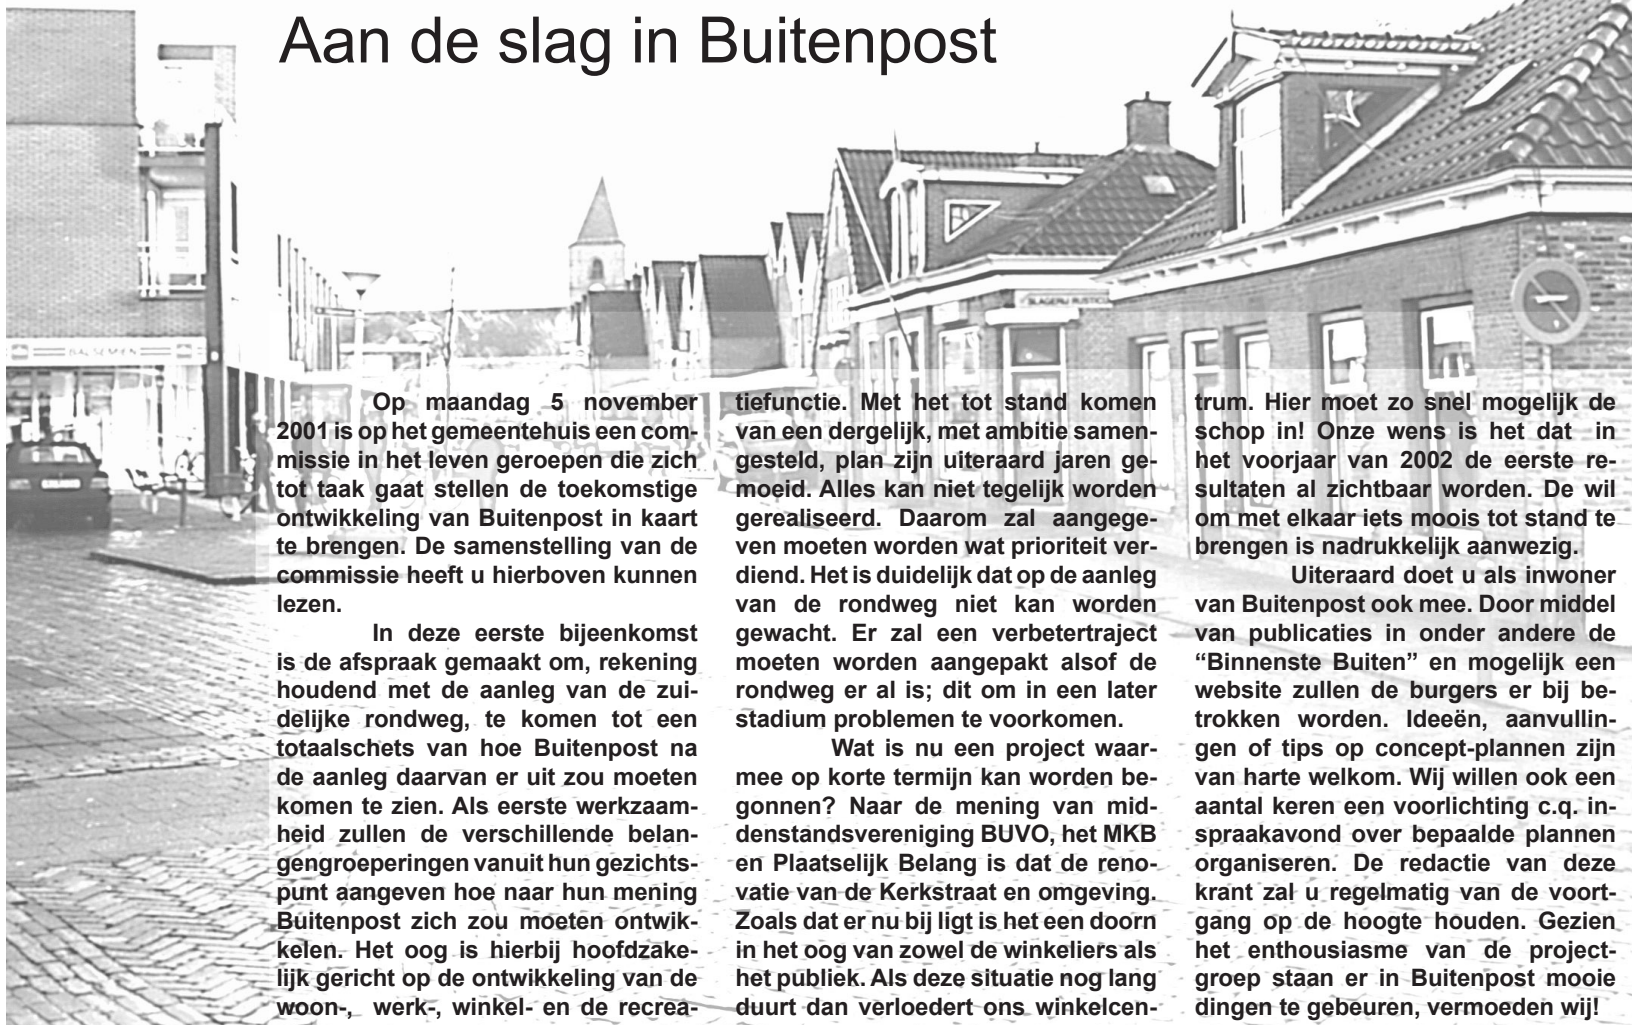 Aan de slag in Buitenpost
BALSEMIEN
SLAGERIJ RUSTICU
Op maandag 5 november
2001 is op het gemeentehuis een com-
missie in het leven geroepen die zich
tot taak gaat stellen de toekomstige
ontwikkeling van Buitenpost in kaart
te brengen. De samenstelling van de
commissie heeft u hierboven kunnen
lezen.
In deze eerste bijeenkomst
is de afspraak gemaakt om, rekening
houdend met de aanleg van de zui-
delijke rondweg, te komen tot een
totaalschets van hoe Buitenpost na
de aanleg daarvan er uit zou moeten
komen te zien. Als eerste werkzaam-
heid zullen de verschillende belan-
gengroeperingen vanuit hun gezichts-
punt aangeven hoe naar hun mening
Buitenpost zich zou moeten ontwik-
kelen. Het oog is hierbij hoofdzake-
lijk gericht op de ontwikkeling van de
woon-, werk-, winkel- en de recrea-
tiefunctie. Met het tot stand komen
van een dergelijk, met ambitie samen-
gesteld, plan zijn uiteraard jaren ge-
moeid. Alles kan niet tegelijk worden
gerealiseerd. Daarom zal aangege-
ven moeten worden wat prioriteit ver-
diend. Het is duidelijk dat op de aanleg
van de rondweg niet kan worden
gewacht. Er zal een verbetertraject
moeten worden aangepakt alsof de
rondweg er al is; dit om in een later
stadium problemen te voorkomen.
Wat is nu een project waar-
mee op korte termijn kan worden be-
gonnen? Naar de mening van mid-
denstandsvereniging BUVO, het MKB
en Plaatselijk Belang is dat de reno-
vatie van de Kerkstraat en omgeving.
Zoals dat er nu bij ligt is het een doorn
in het oog van zowel de winkeliers als
het publiek. Als deze situatie nog lang
duurt dan verloedert ons winkelcen-
trum. Hier moet zo snel mogelijk de
schop in! Onze wens is het dat in
het voorjaar van 2002 de eerste re-
sultaten al zichtbaar worden. De wil
om met elkaar iets moois tot stand te
brengen is nadrukkelijk aanwezig.
Uiteraard doet u als inwoner
van Buitenpost ook mee. Door middel
van publicaties in onder andere de
“Binnenste Buiten” en mogelijk een
website zullen de burgers er bij be-
trokken worden. Ideeën, aanvullin-
gen of tips op concept-plannen zijn
van harte welkom. Wij willen ook een
aantal keren een voorlichting c.q. in-
spraakavond over bepaalde plannen
organiseren. De redactie van deze
krant zal u regelmatig van de voort-
gang op de hoogte houden. Gezien
het enthousiasme van de project-
groep staan er in Buitenpost mooie
dingen te gebeuren, vermoeden wij!